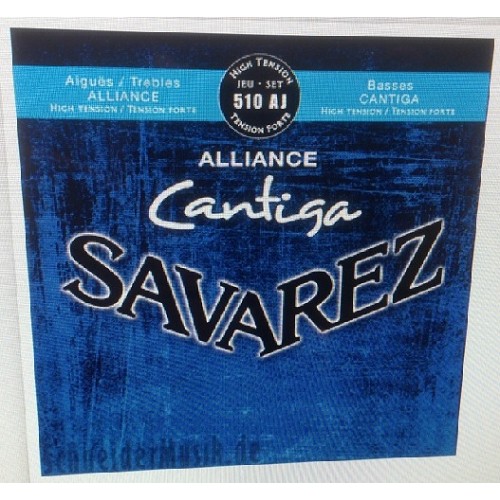 Aiguës / Trebles
ALLIANCE
HIGH TENSION / TENSION FORTE
HIGH TENSION
JEU · SET
510 AJ
TENSION FORTE
Basses
CANTIGA
HIGH TENSION / TENSION FORTE
ALLIANCE
Cantiga
SAVAREZ